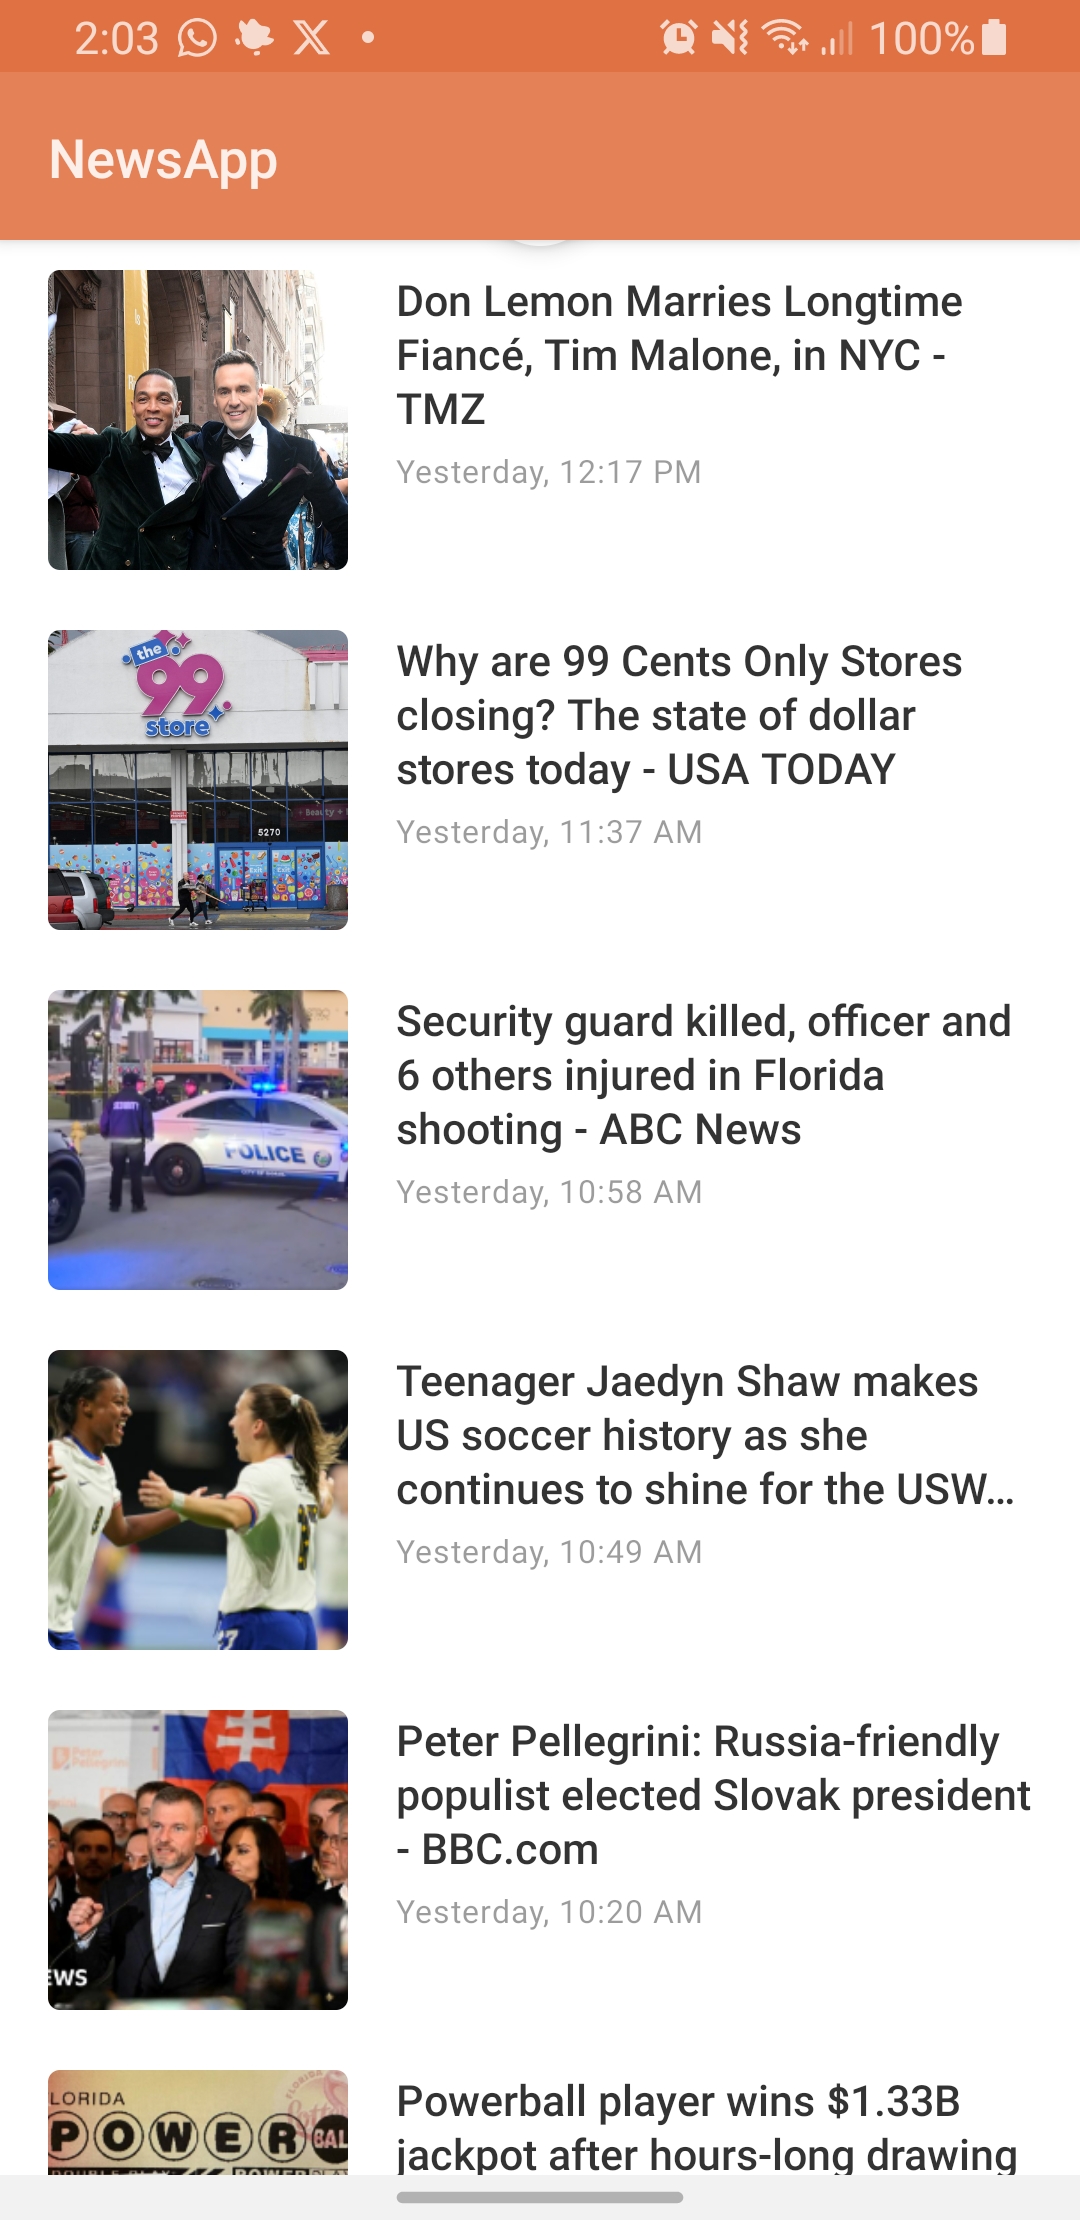 2:03
100%
NewsApp
Don Lemon Marries Longtime
Fiancé, Tim Malone, in NYC -
TMZ
Yesterday, 12:17 PM
the
99
store
5270
Why are 99 Cents Only Stores
closing? The state of dollar
stores today - USA TODAY
Yesterday, 11:37 AM
SECURITY
POLICE
Security guard killed, officer and
6 others injured in Florida
shooting - ABC News
Yesterday, 10:58 AM
Teenager Jaedyn Shaw makes
US soccer history as she
continues to shine for the USW...
Yesterday, 10:49 AM
Peter
Pellegrini
EWS
Peter Pellegrini: Russia-friendly
populist elected Slovak president
- BBC.com
Yesterday, 10:20 AM
LORIDA
POWERBAL
Powerball player wins $1.33B
jackpot after hours-long drawing